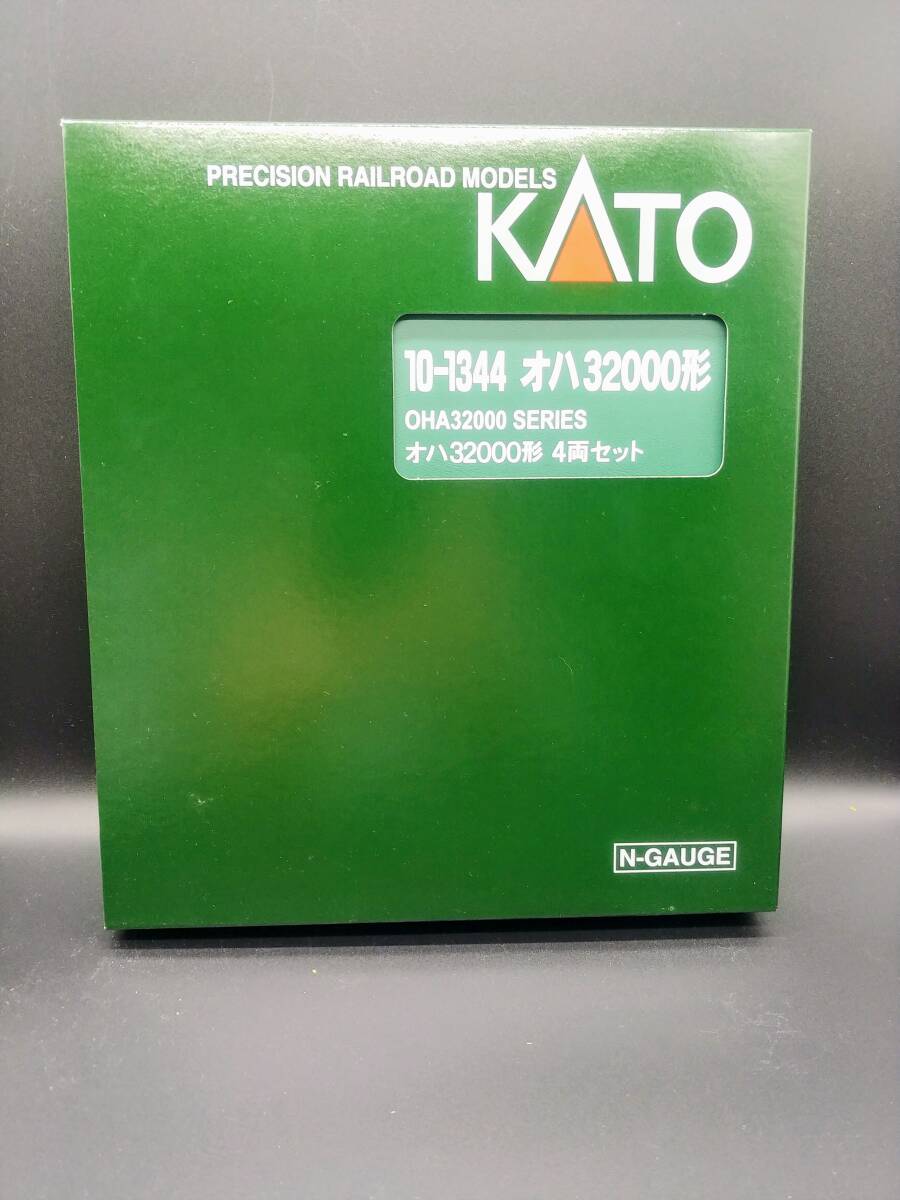 PRECISION RAILROAD MODELS
KATO
10-1344 オハ32000形
OHA32000 SERIES
オハ32000形 4両セット
N-GAUGE